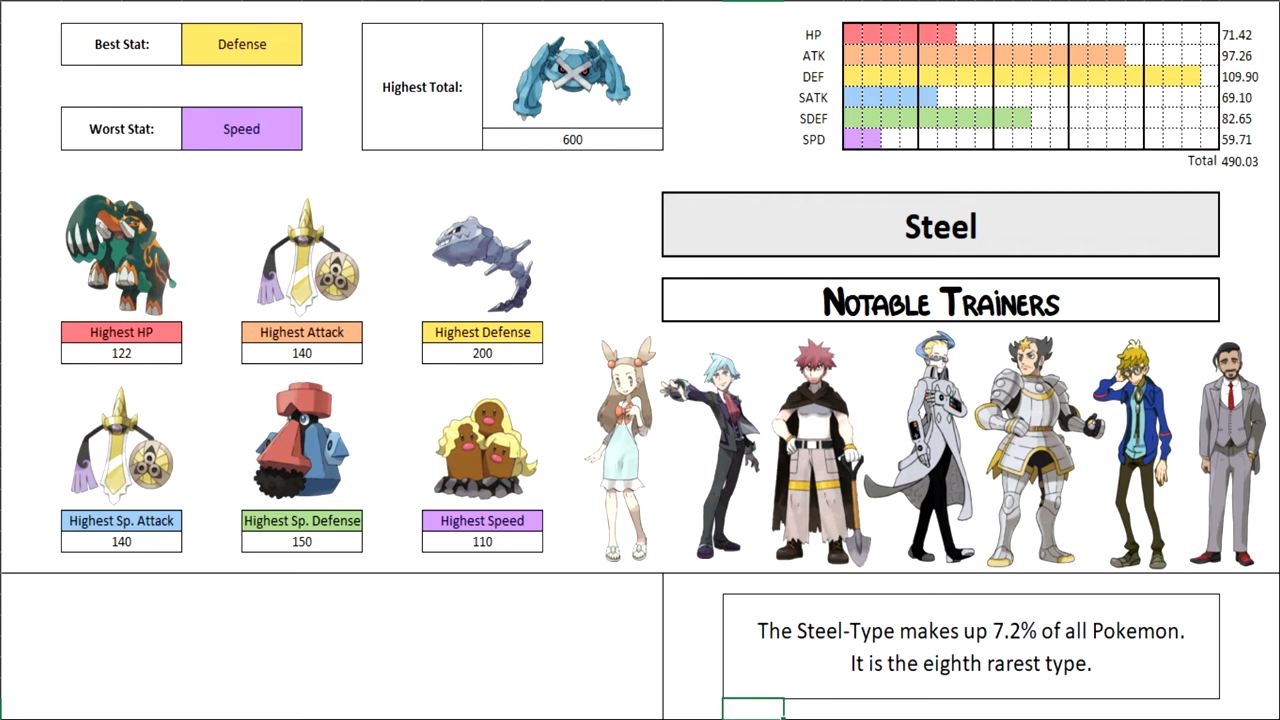 Best Stat:
Defense
Worst Stat:
Speed
Highest Total:
600
HP 71.42
ATK 97.26
DEF 109.90
SATK 69.10
SDEF 82.65
SPD 59.71
Total 490.03
Steel
Notable Trainers
Highest HP
122
Highest Attack
140
Highest Defense
200
Highest Sp. Attack
140
Highest Sp. Defense
150
Highest Speed
110
The Steel-Type makes up 7.2% of all Pokemon.
It is the eighth rarest type.